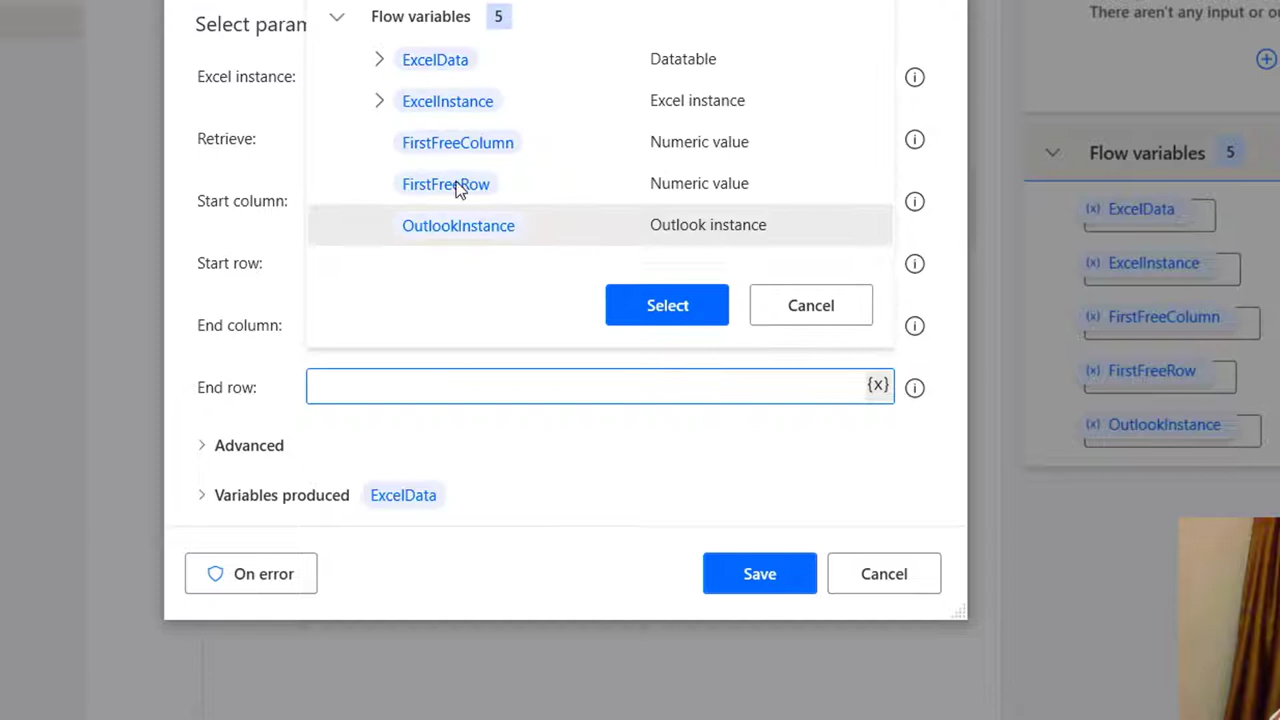 Select param
Flow variables 5
ExcelData Datatable
Excel instance:
ExcelInstance Excel instance
Retrieve:
FirstFreeColumn Numeric value
FirstFreeRow Numeric value
Start column:
OutlookInstance Outlook instance
Start row:
Select Cancel
End column:
End row: {x}
Advanced
Variables produced ExcelData
On error Save Cancel
There aren't any input or ou
Flow variables 5
(x) ExcelData
(x) ExcelInstance
(x) FirstFreeColumn
(x) FirstFreeRow
(x) OutlookInstance